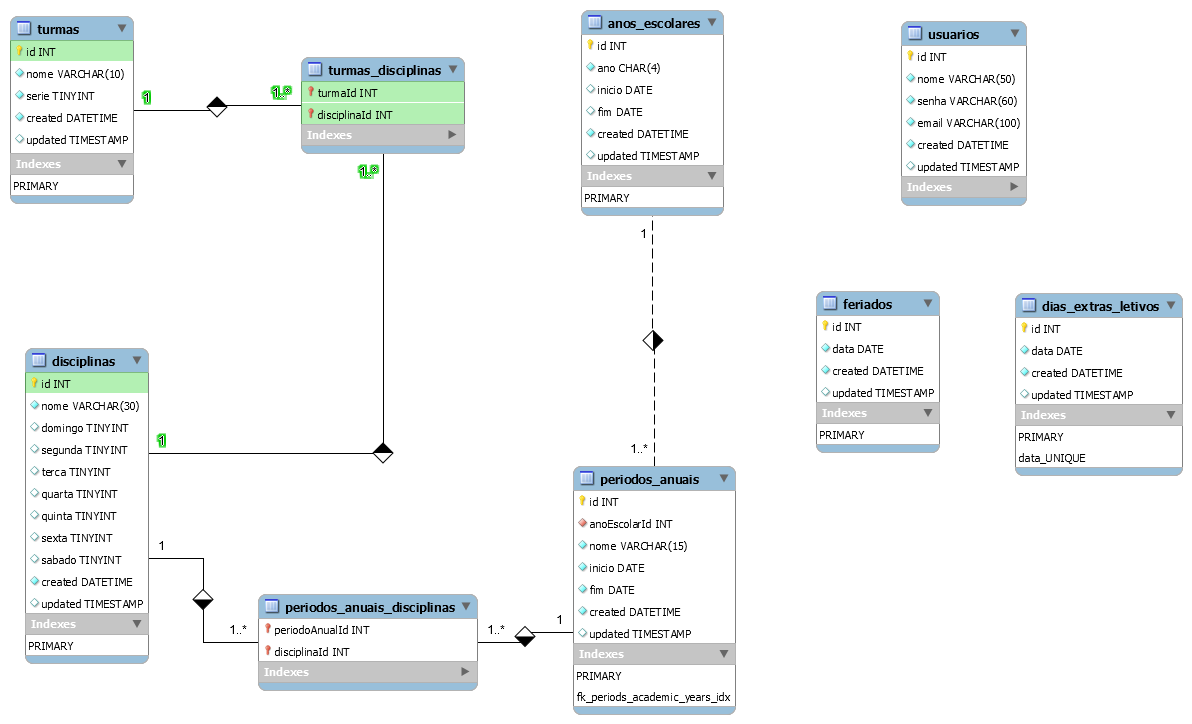 turmas
id INT
nome VARCHAR(10)
serie TINYINT
created DATETIME
updated TIMESTAMP
Indexes
PRIMARY
1
1..*
turmas_disciplinas
turmaId INT
disciplinaId INT
Indexes
1..*
anos_escolares
id INT
ano CHAR(4)
inicio DATE
fim DATE
created DATETIME
updated TIMESTAMP
Indexes
PRIMARY
1
1..*
usuarios
id INT
nome VARCHAR(50)
senha VARCHAR(60)
email VARCHAR(100)
created DATETIME
updated TIMESTAMP
Indexes
feriados
id INT
data DATE
created DATETIME
updated TIMESTAMP
Indexes
PRIMARY
dias_extras_letivos
id INT
data DATE
created DATETIME
updated TIMESTAMP
Indexes
PRIMARY
data_UNIQUE
disciplinas
id INT
nome VARCHAR(30)
domingo TINYINT
segunda TINYINT
terca TINYINT
quarta TINYINT
quinta TINYINT
sexta TINYINT
sabado TINYINT
created DATETIME
updated TIMESTAMP
Indexes
PRIMARY
1
1
1..*
periodos_anuais_disciplinas
periodoAnualId INT
disciplinaId INT
Indexes
1..*
1
periodos_anuais
id INT
anoEscolarId INT
nome VARCHAR(15)
inicio DATE
fim DATE
created DATETIME
updated TIMESTAMP
Indexes
PRIMARY
fk_periods_academic_years_idx